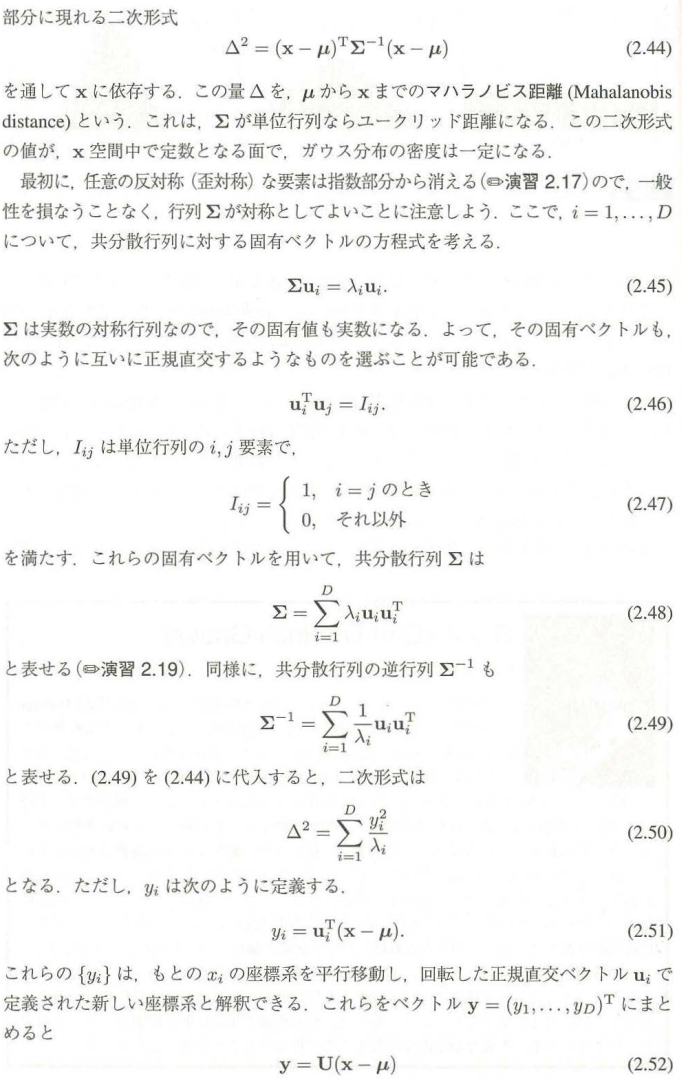 部分に現れる二次形式
Δ² = (x − μ)ᵀΣ⁻¹(x − μ) (2.44)
を通して x に依存する．この量 Δ を，μ から x までのマハラノビス距離 (Mahalanobis
distance) という．これは，Σ が単位行列ならユークリッド距離になる．この二次形式
の値が，x 空間中で定数となる面で，ガウス分布の密度は一定になる．
最初に，任意の反対称 (歪対称) な要素は指数部分から消える (✏演習 2.17) ので，一般
性を損なうことなく，行列 Σ が対称としてよいことに注意しよう．ここで，i = 1, . . . , D
について，共分散行列に対する固有ベクトルの方程式を考える．
Σuᵢ = λᵢuᵢ. (2.45)
Σ は実数の対称行列なので，その固有値も実数になる．よって，その固有ベクトルも，
次のように互いに正規直交するようなものを選ぶことが可能である．
uᵢᵀuⱼ = Iᵢⱼ. (2.46)
ただし，Iᵢⱼ は単位行列の i, j 要素で，
Iᵢⱼ = { 1, i = j のとき (2.47)
0, それ以外
を満たす．これらの固有ベクトルを用いて，共分散行列 Σ は
Σ = ∑_{i=1}^{D} λᵢuᵢuᵢᵀ (2.48)
と表せる (✏演習 2.19)．同様に，共分散行列の逆行列 Σ⁻¹ も
Σ⁻¹ = ∑_{i=1}^{D} 1/λᵢ uᵢuᵢᵀ (2.49)
と表せる．(2.49) を (2.44) に代入すると，二次形式は
Δ² = ∑_{i=1}^{D} yᵢ²/λᵢ (2.50)
となる．ただし，yᵢ は次のように定義する．
yᵢ = uᵢᵀ(x − μ). (2.51)
これらの {yᵢ} は，もとの xᵢ の座標系を平行移動し，回転した正規直交ベクトル uᵢ で
定義された新しい座標系と解釈できる．これらをベクトル y = (y₁, . . . , y_D)ᵀ にまと
めると
y = U(x − μ) (2.52)